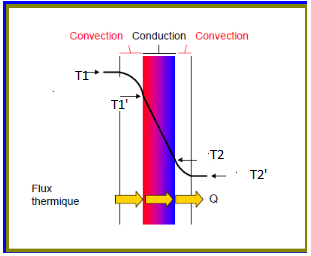 Convection Conduction Convection
T1
T1'
T2
T2'
Flux
thermique
Q